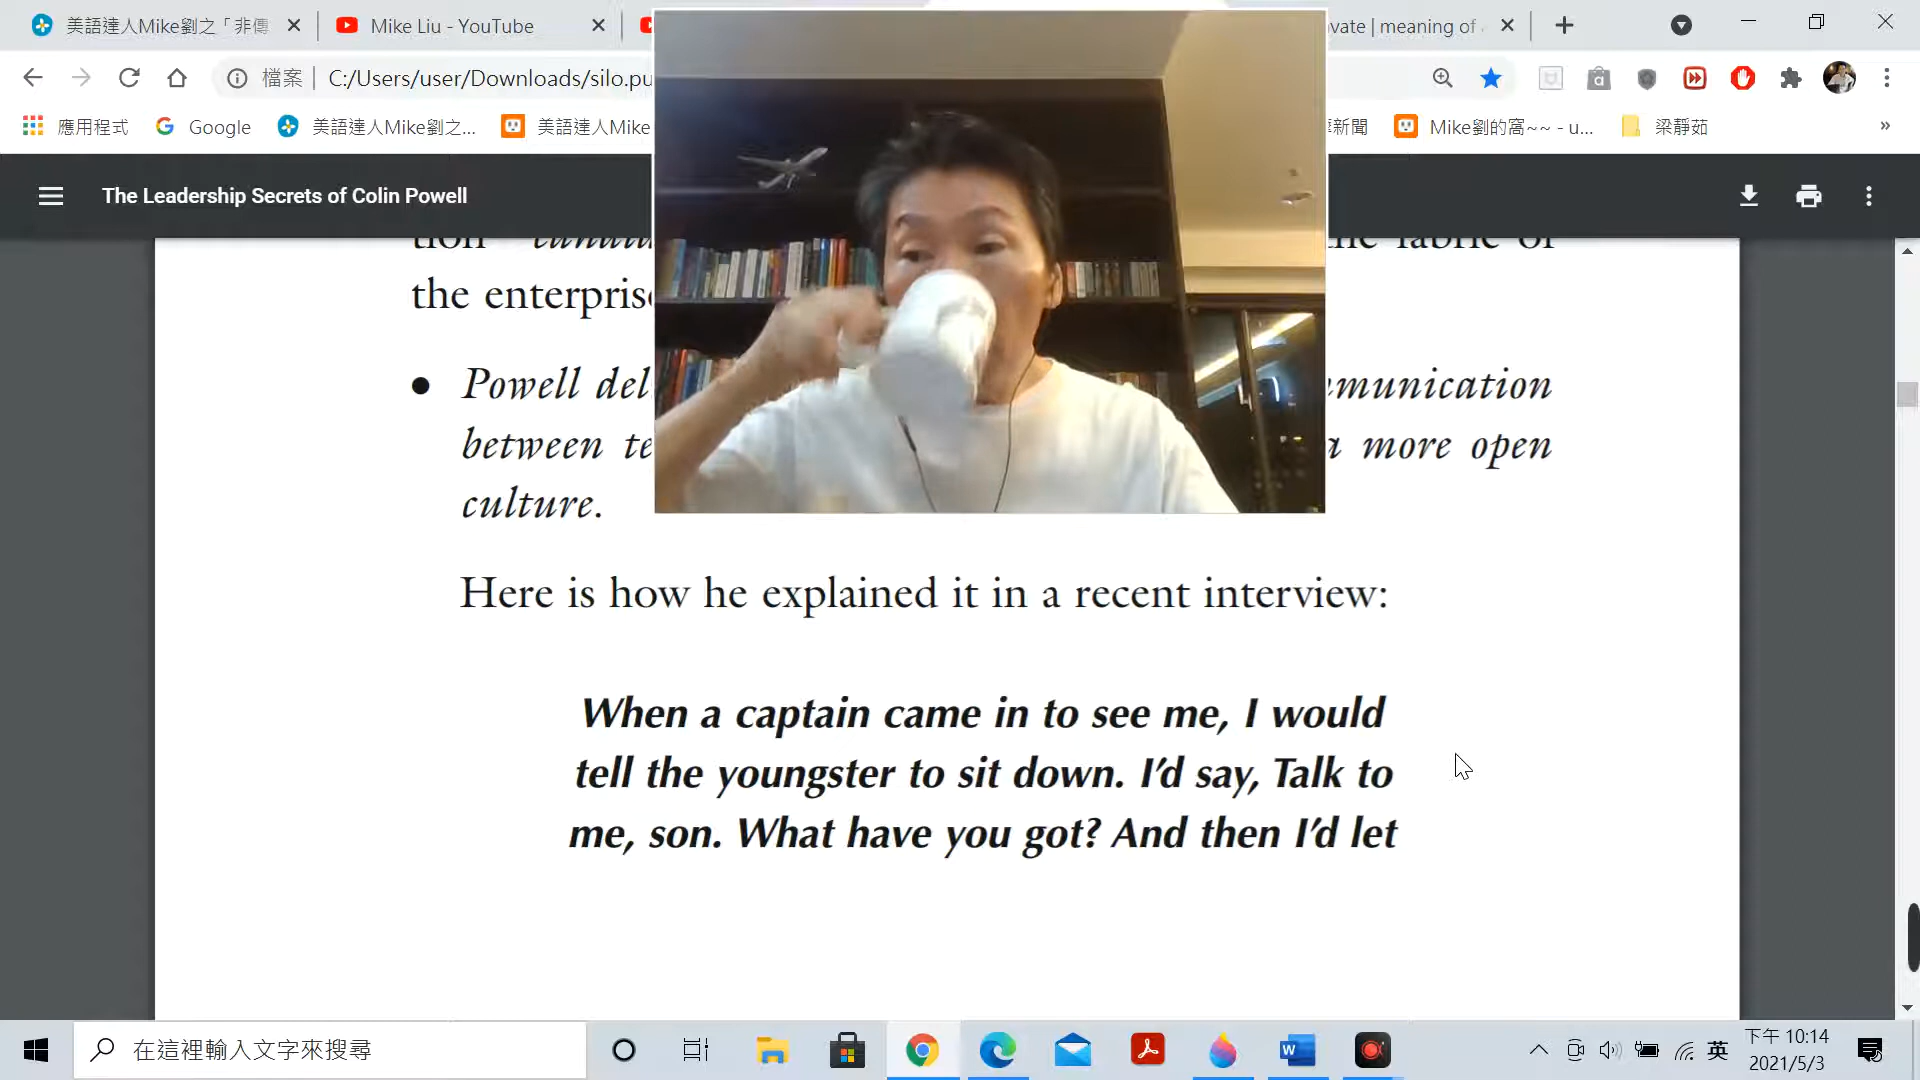 美語達人Mike劉之「非傳
Mike Liu - YouTube
vate | meaning of
檔案
C:/Users/user/Downloads/silo.pu
應用程式
Google
美語達人Mike劉之...
美語達人Mike
新聞
Mike劉的窩~~ - u...
梁靜茹
The Leadership Secrets of Colin Powell
the fabric of
the enterpris
Powell del
mmunication
between te
a more open
culture.
Here is how he explained it in a recent interview:
When a captain came in to see me, I would
tell the youngster to sit down. I'd say, Talk to
me, son. What have you got? And then I'd let
在這裡輸入文字來搜尋
英
下午 10:14
2021/5/3